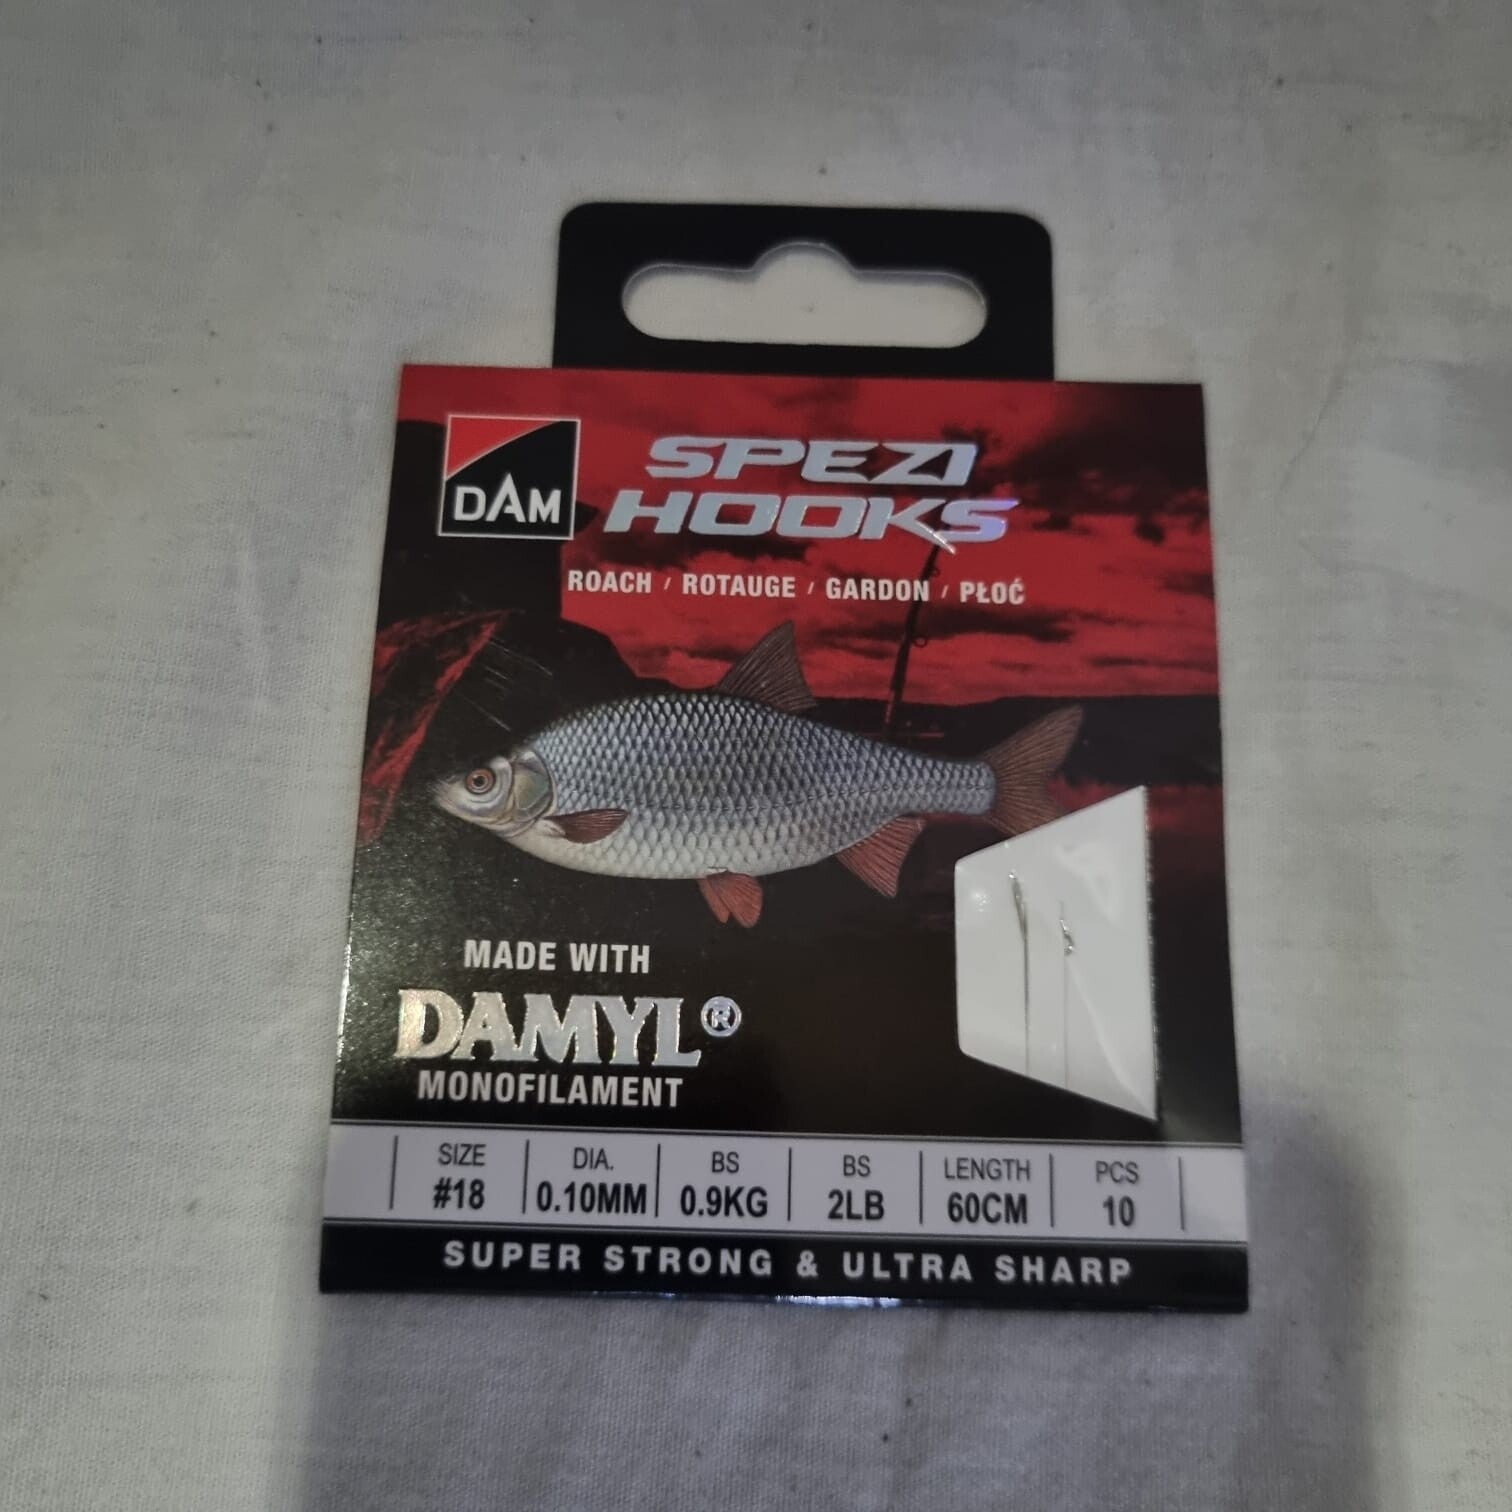 DAM
SPEZI
HOOKS
ROACH / ROTAUGE / GARDON / PŁOĆ
MADE WITH
DAMYL®
MONOFILAMENT
SIZE DIA. BS BS LENGTH PCS
#18 0.10MM 0.9KG 2LB 60CM 10
SUPER STRONG & ULTRA SHARP